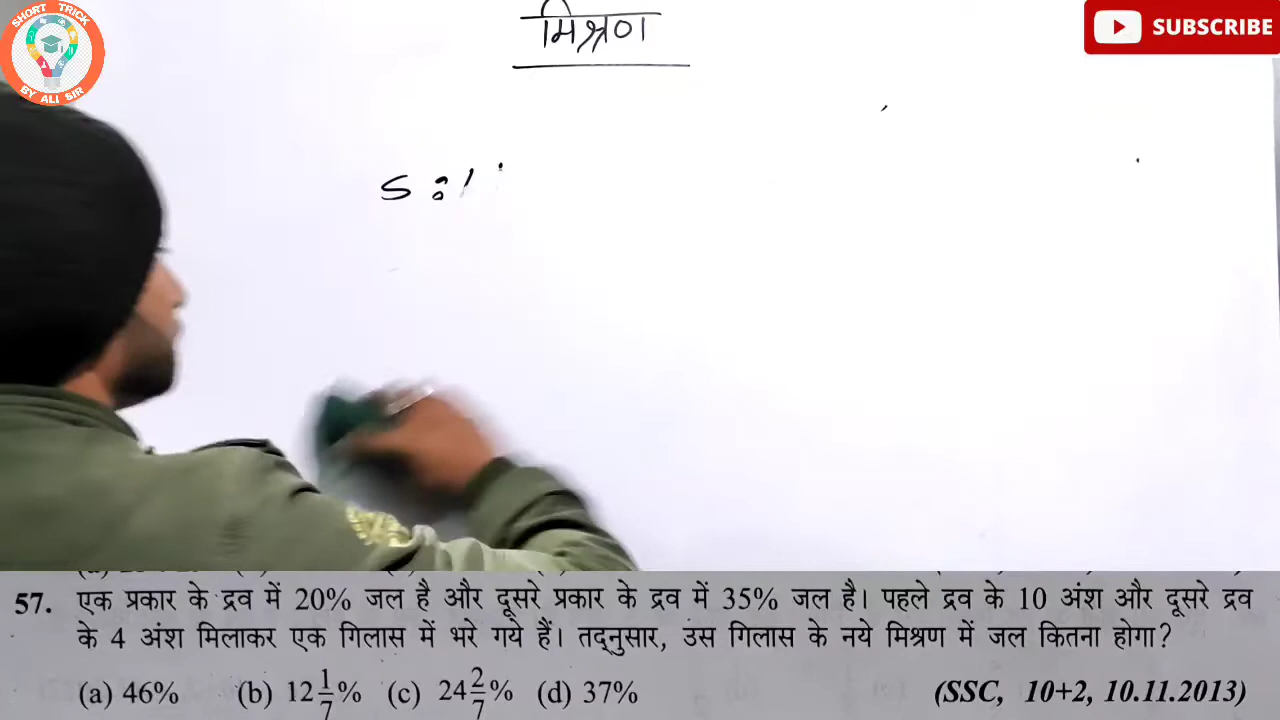 SHORT TRICK
BY ALI SIR
SUBSCRIBE
मिश्रण
S : 1
57. एक प्रकार के द्रव में 20% जल है और दूसरे प्रकार के द्रव में 35% जल है। पहले द्रव के 10 अंश और दूसरे द्रव
के 4 अंश मिलाकर एक गिलास में भरे गये हैं। तद्नुसार, उस गिलास के नये मिश्रण में जल कितना होगा?
(a) 46% (b) 12 1/7% (c) 24 2/7% (d) 37% (SSC, 10+2, 10.11.2013)